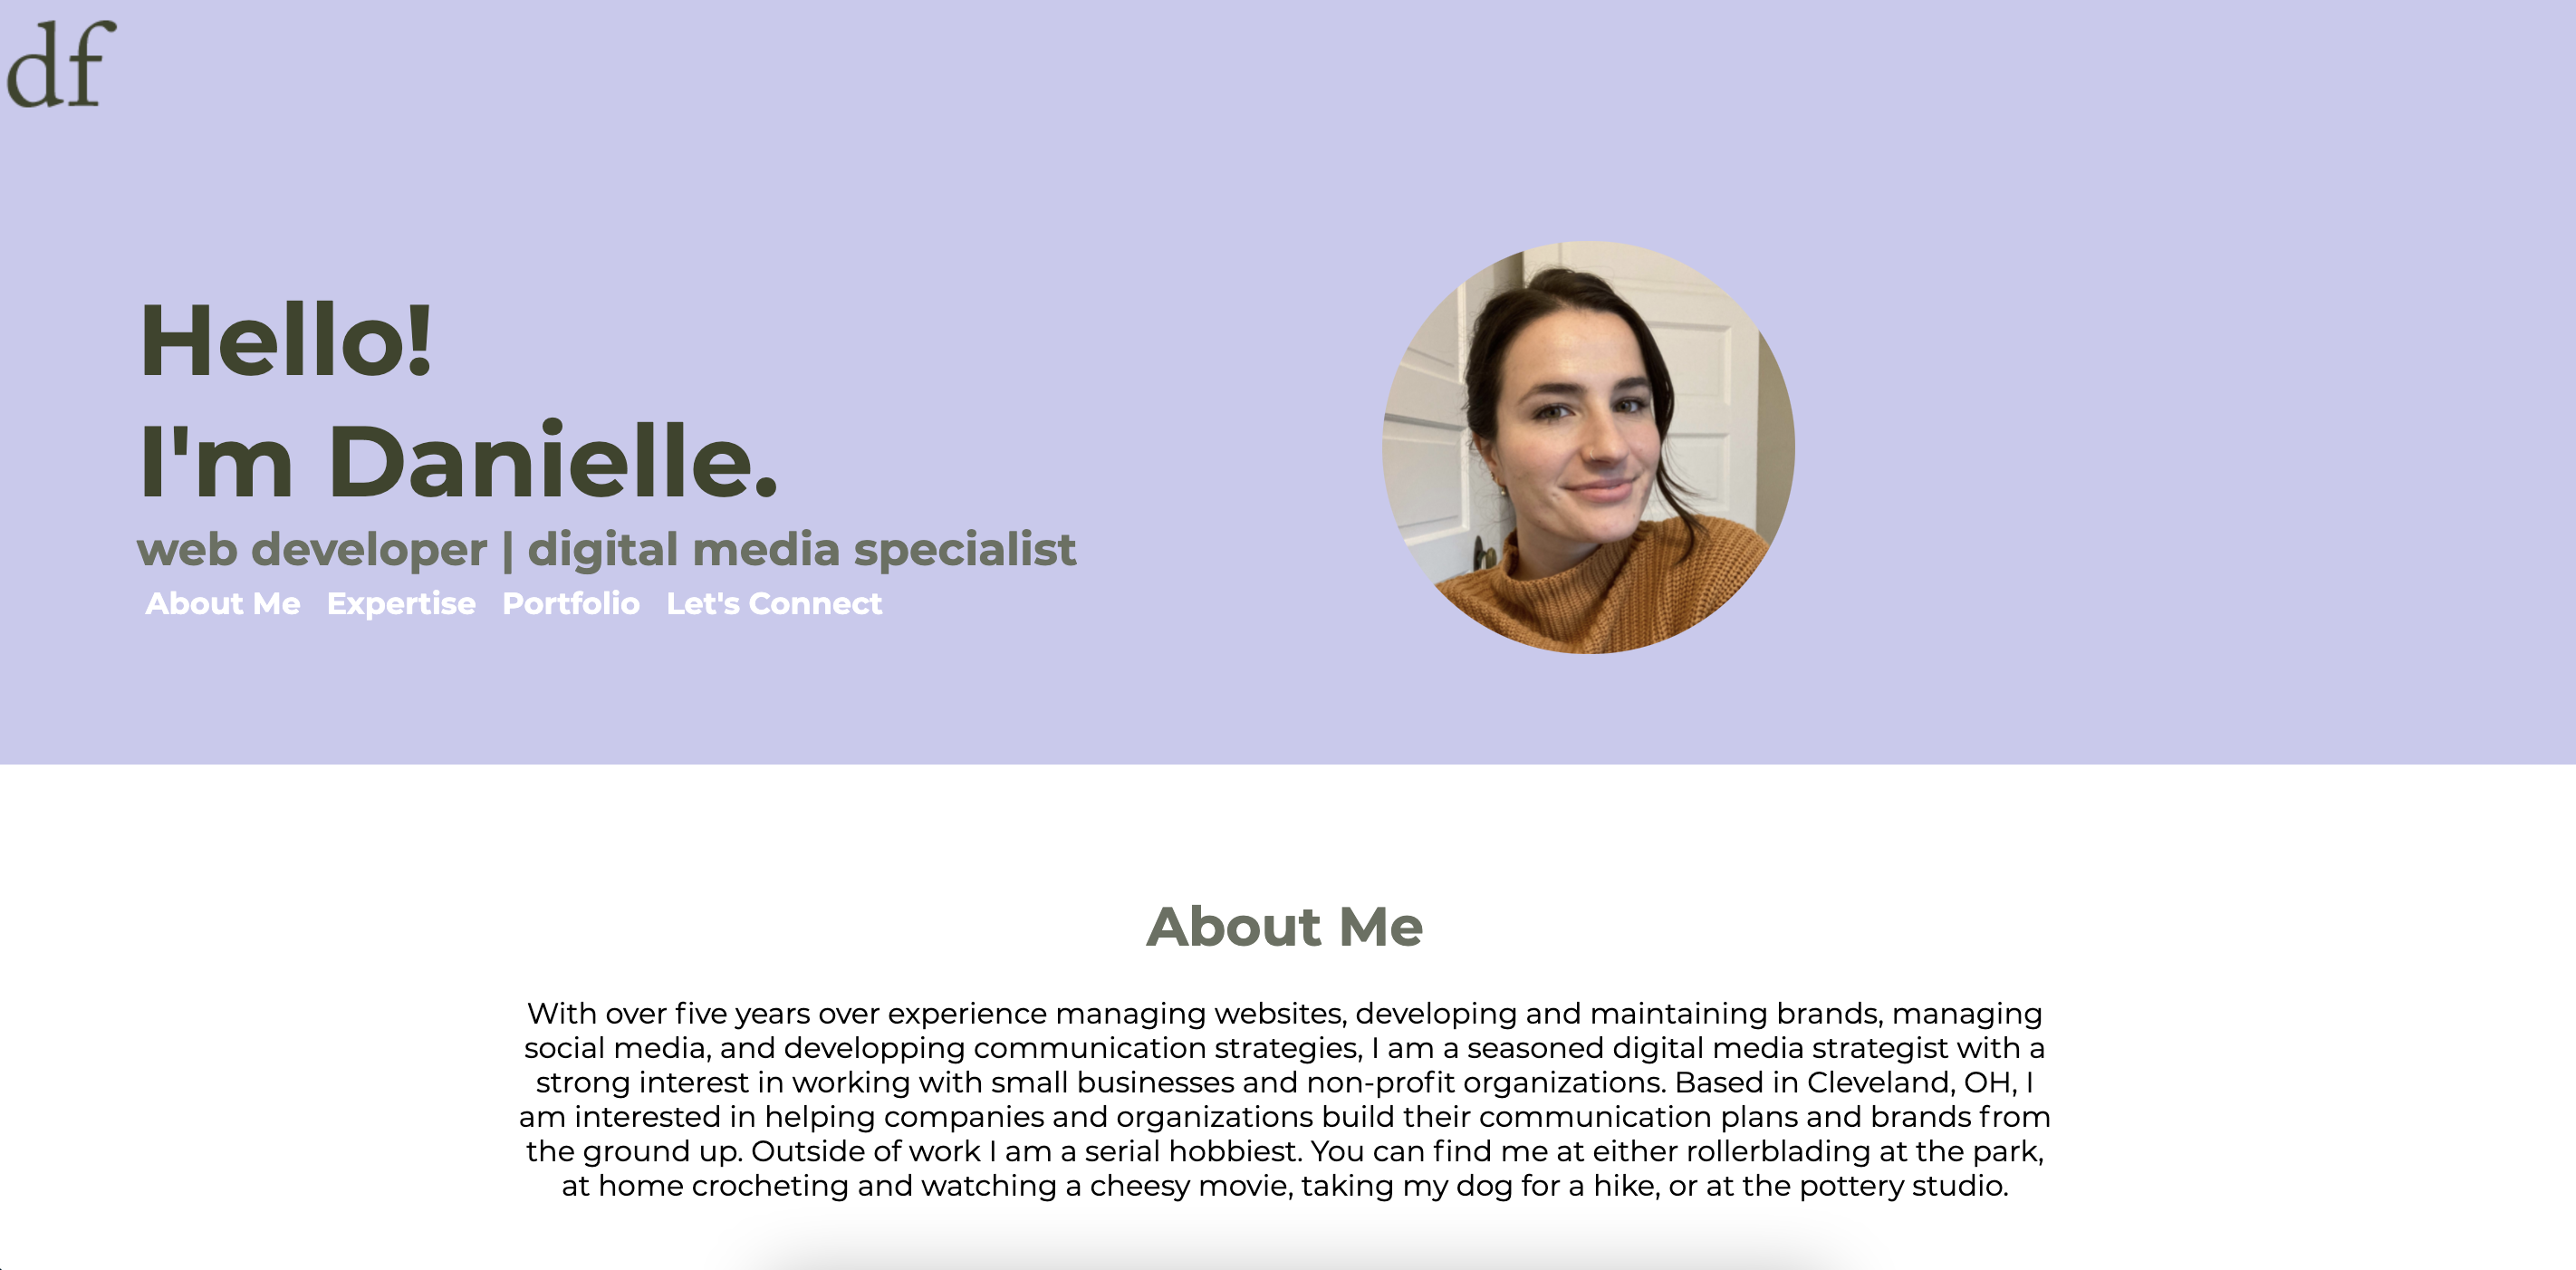 df
Hello!
I'm Danielle.
web developer | digital media specialist
About Me Expertise Portfolio Let's Connect
About Me
With over five years over experience managing websites, developing and maintaining brands, managing
social media, and developping communication strategies, I am a seasoned digital media strategist with a
strong interest in working with small businesses and non-profit organizations. Based in Cleveland, OH, I
am interested in helping companies and organizations build their communication plans and brands from
the ground up. Outside of work I am a serial hobbiest. You can find me at either rollerblading at the park,
at home crocheting and watching a cheesy movie, taking my dog for a hike, or at the pottery studio.